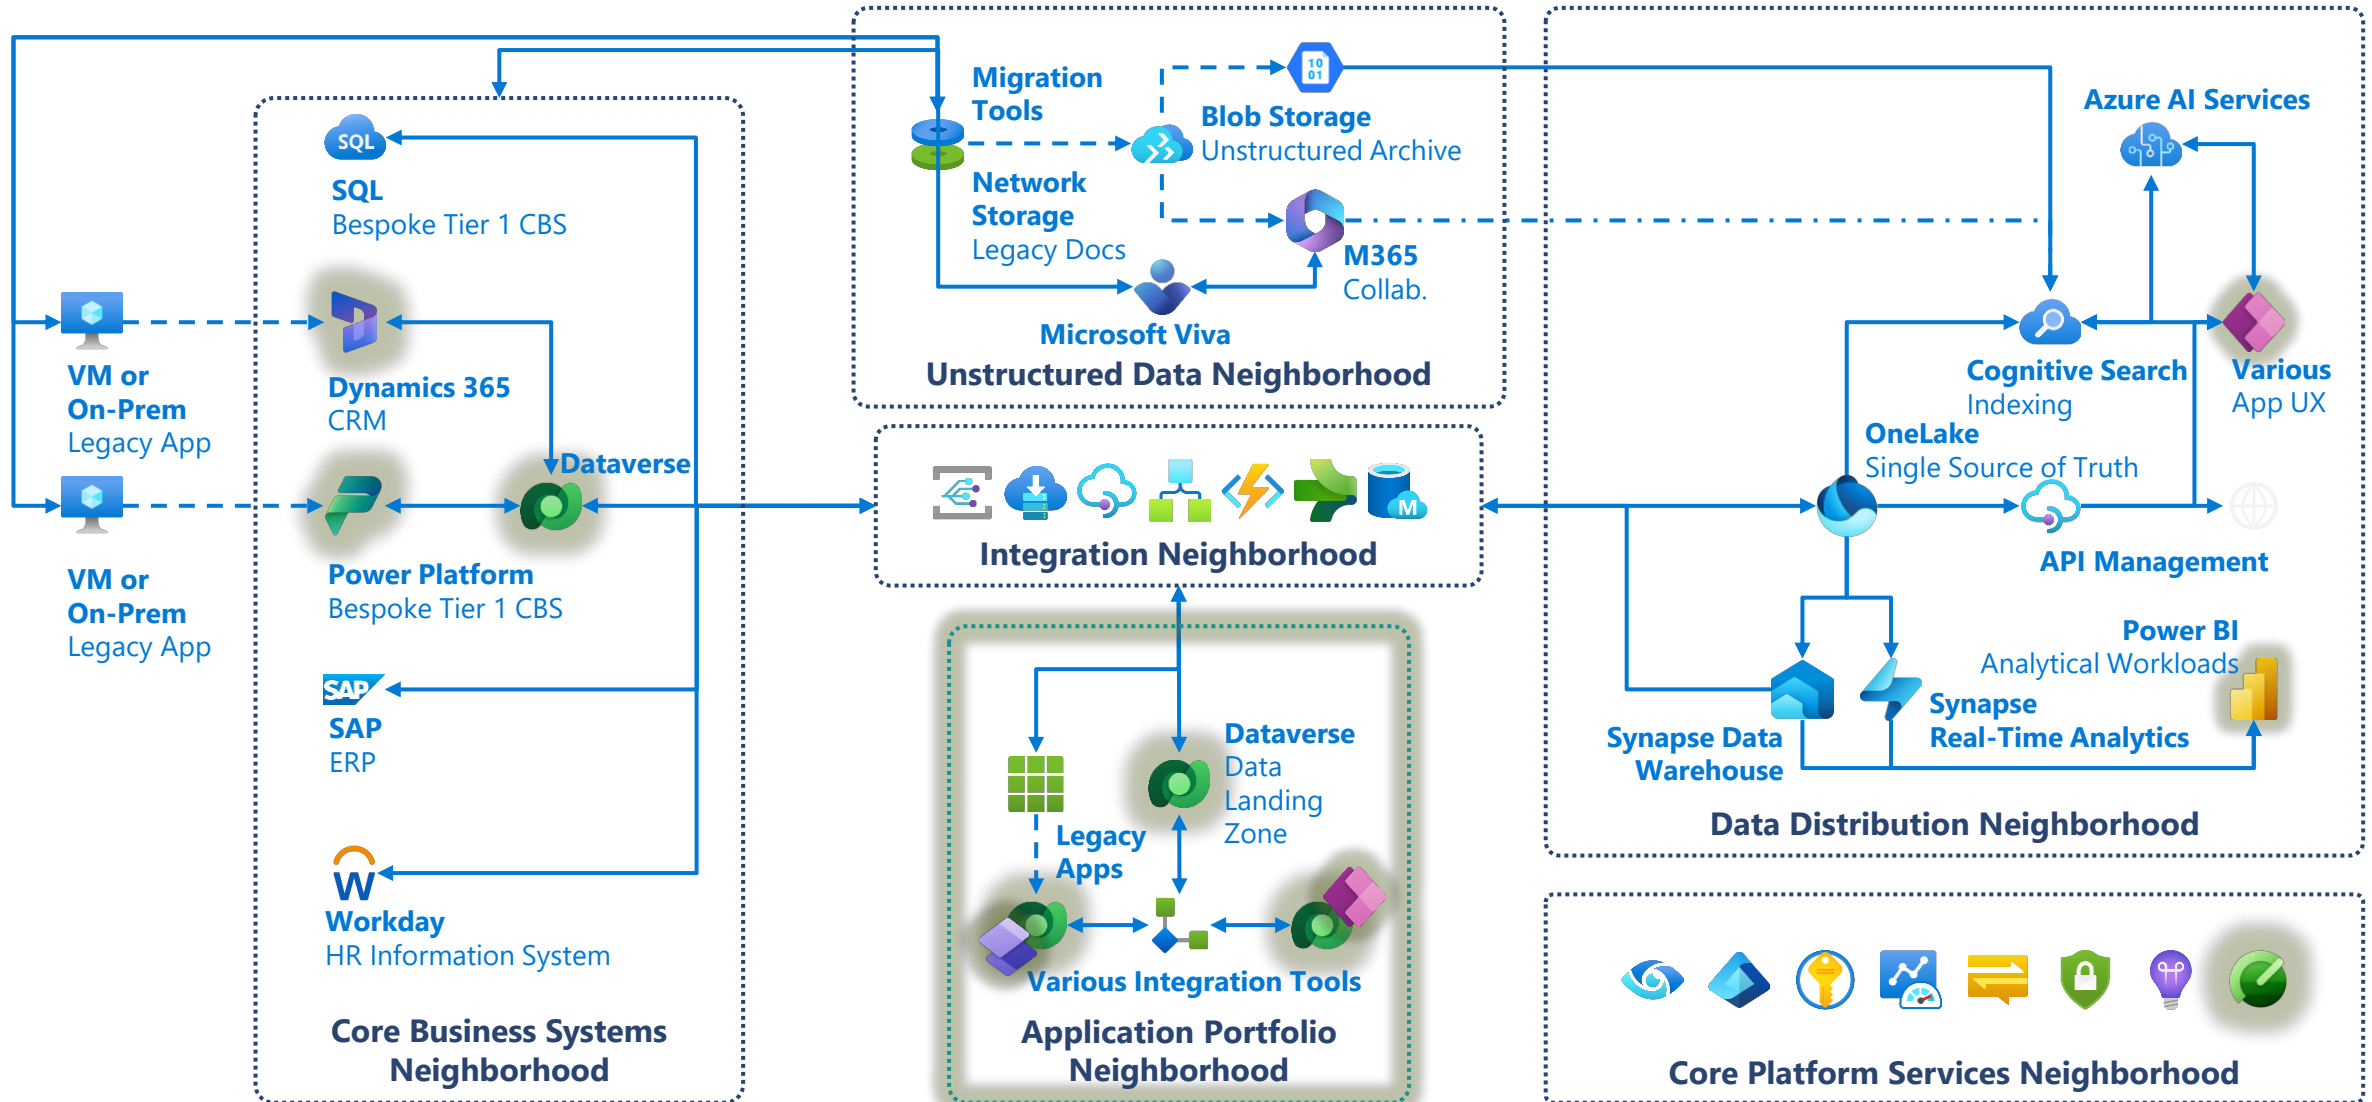 SQL
SQL
Bespoke Tier 1 CBS
VM or
On-Prem
Legacy App
Dynamics 365
CRM
Dataverse
VM or
On-Prem
Legacy App
Power Platform
Bespoke Tier 1 CBS
SAP
SAP
ERP
W
Workday
HR Information System
Core Business Systems
Neighborhood
Migration
Tools
Network
Storage
Legacy Docs
10
01
Blob Storage
Unstructured Archive
M365
Collab.
Microsoft Viva
Unstructured Data Neighborhood
M
Integration Neighborhood
Dataverse
Data
Landing
Zone
Legacy
Apps
Various Integration Tools
Application Portfolio
Neighborhood
Azure AI Services
Cognitive Search
Indexing
Various
App UX
OneLake
Single Source of Truth
API Management
Power BI
Analytical Workloads
Synapse Data
Warehouse
Synapse
Real-Time Analytics
Data Distribution Neighborhood
Core Platform Services Neighborhood